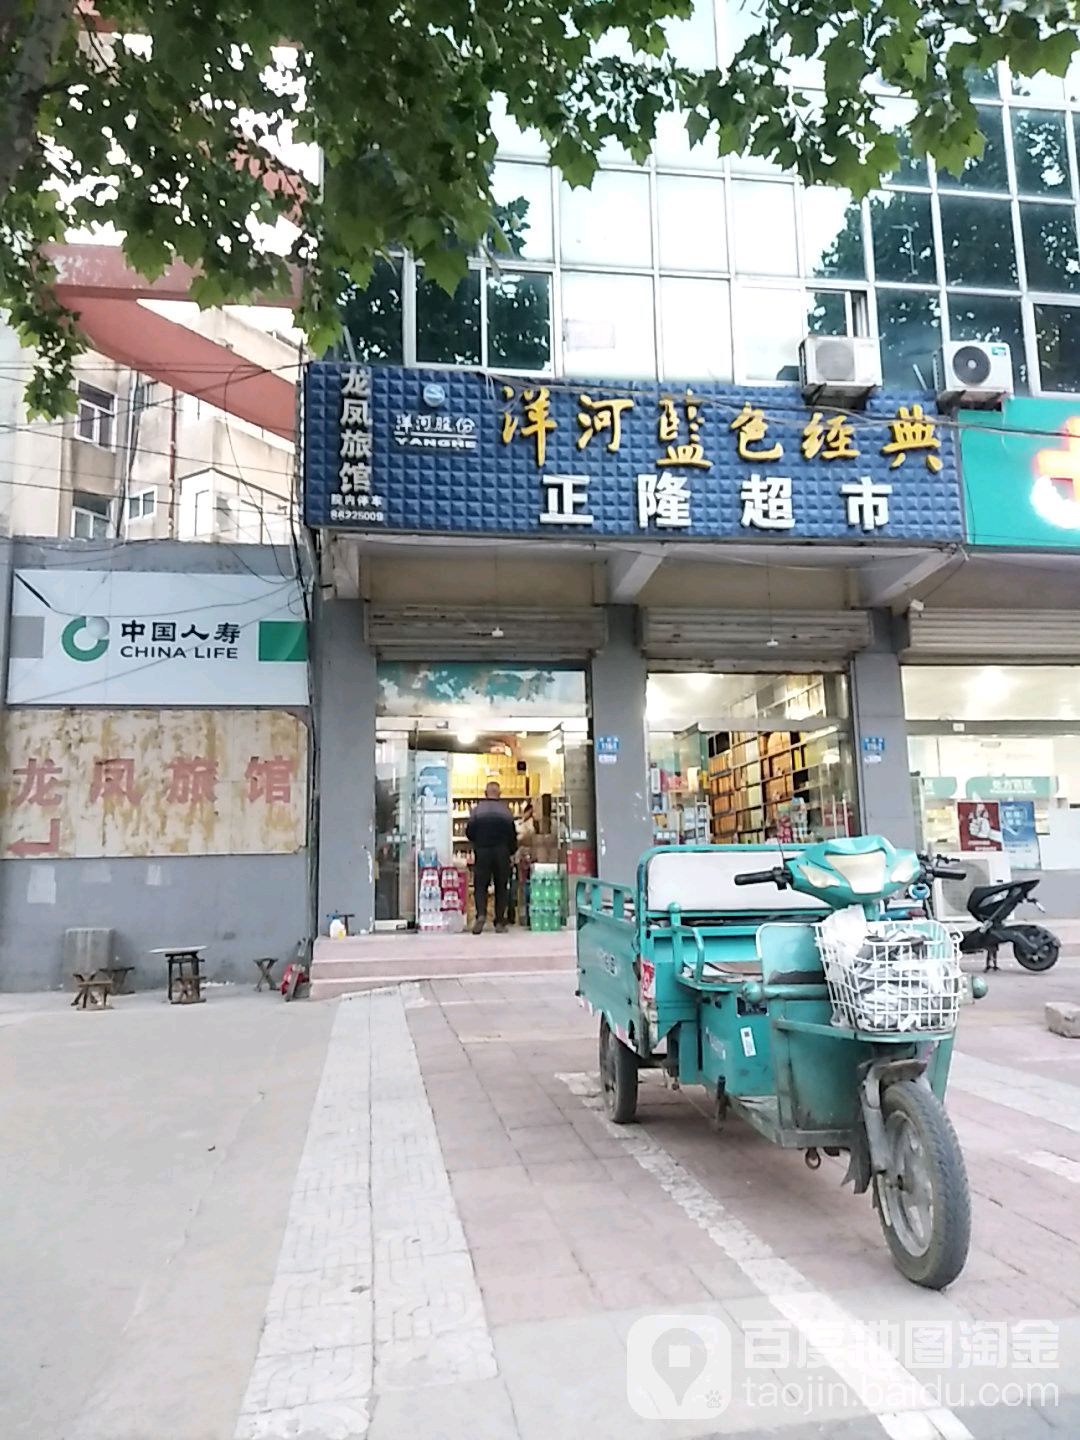 龙凤旅馆
院内停车
86225009
洋河股份
YANGHE
洋河蓝色经典
正隆超市
中国人寿
CHINA LIFE
龙凤旅馆
百度地图淘金
taojin.baidu.com